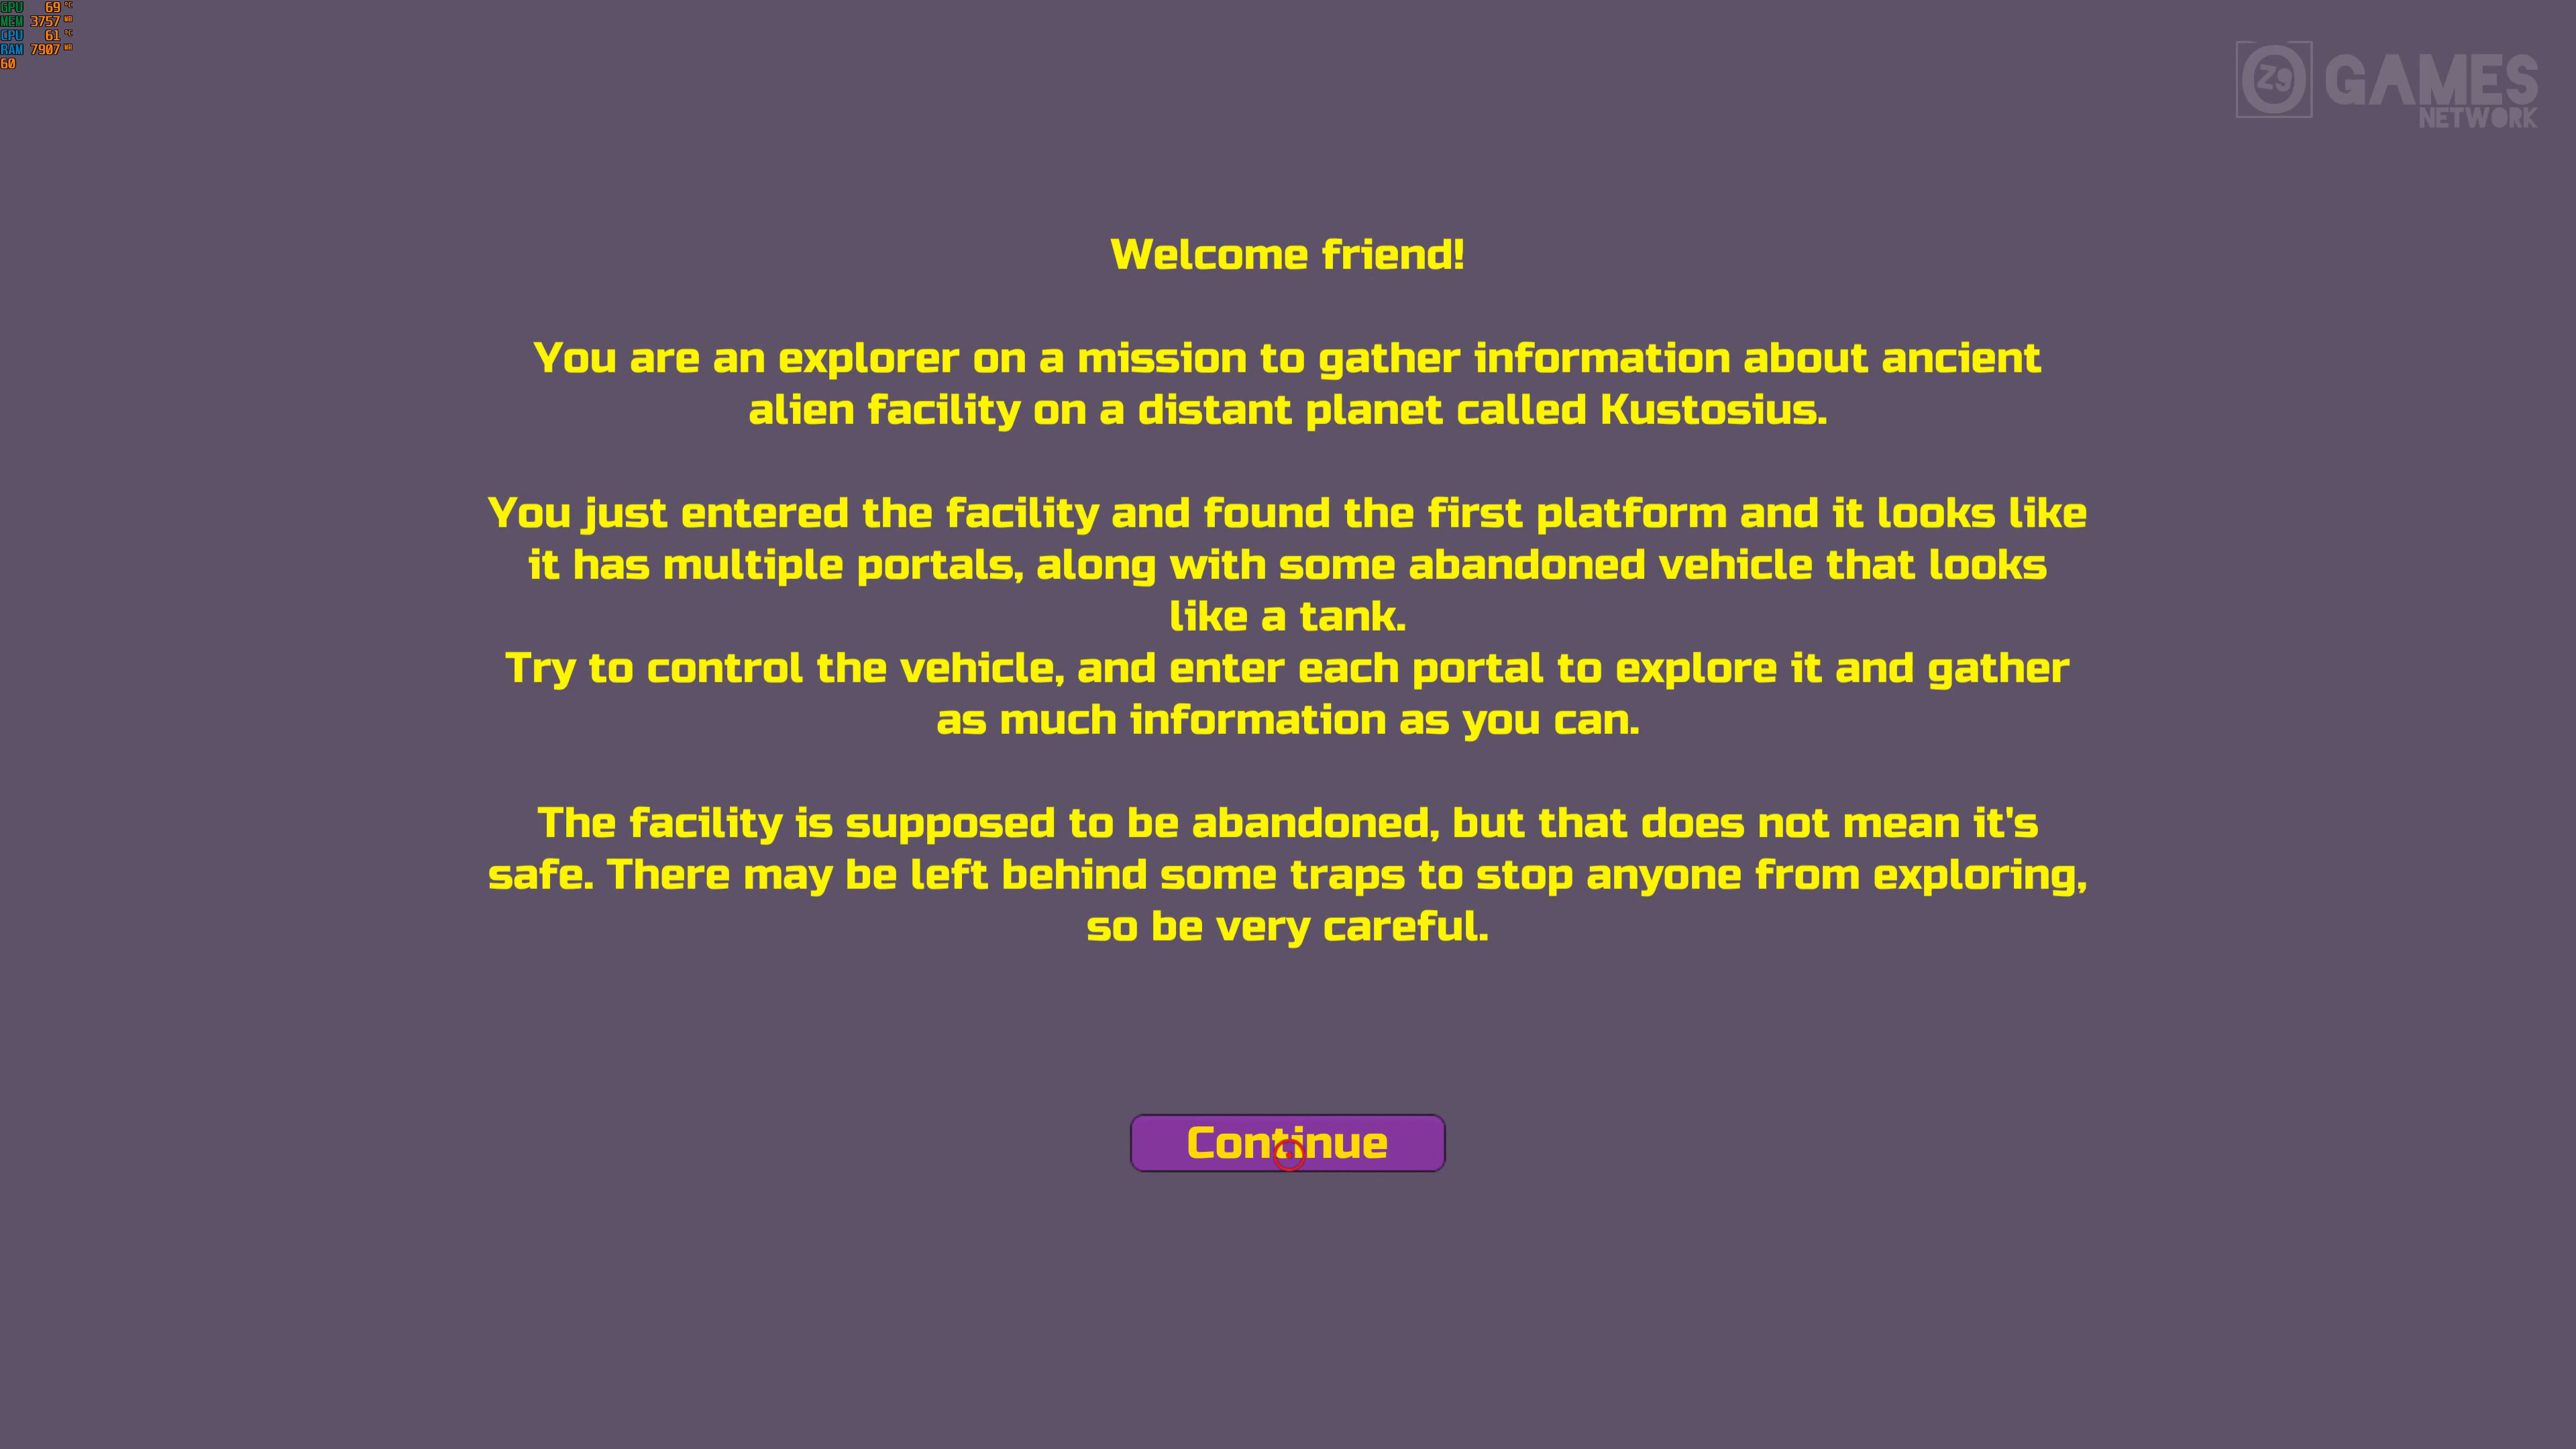 GPU 69 °C
MEM 3757 MB
CPU 61 °C
RAM 7907 MB
60
Z9 GAMES
NETWORK
Welcome friend!
You are an explorer on a mission to gather information about ancient
alien facility on a distant planet called Kustosius.
You just entered the facility and found the first platform and it looks like
it has multiple portals, along with some abandoned vehicle that looks
like a tank.
Try to control the vehicle, and enter each portal to explore it and gather
as much information as you can.
The facility is supposed to be abandoned, but that does not mean it's
safe. There may be left behind some traps to stop anyone from exploring,
so be very careful.
Continue